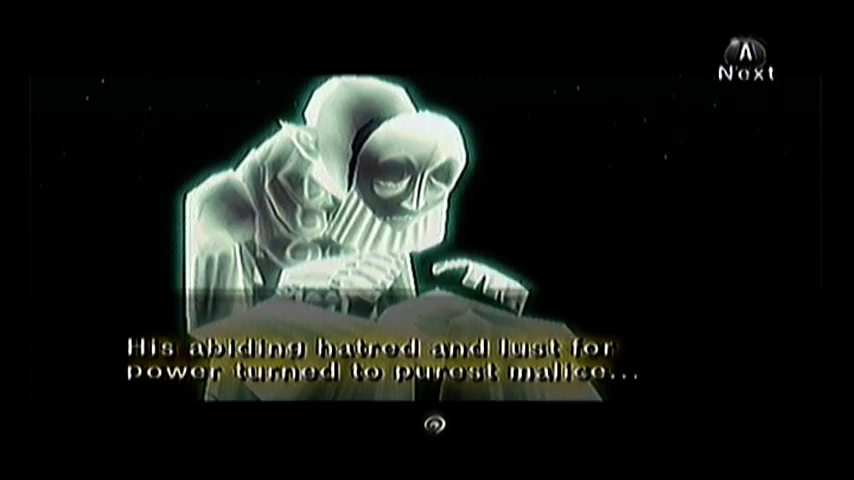 A
Next
His abiding hatred and lust for
power turned to purest malice...